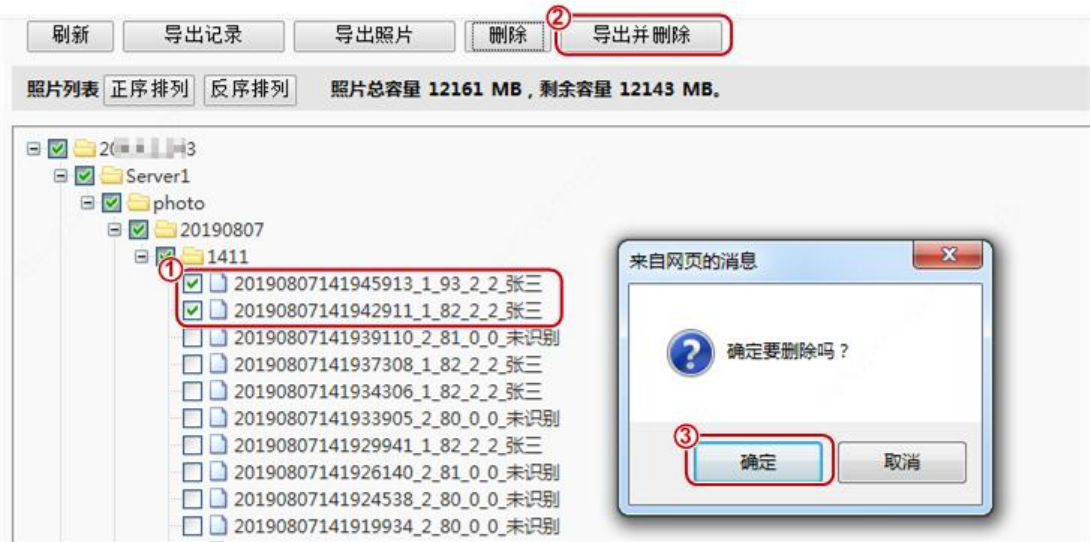 ②
刷新 导出记录 导出照片 删除 导出并删除
照片列表 正序排列 反序排列 照片总容量 12161 MB，剩余容量 12143 MB。
Server1
photo
20190807
1411
①
20190807141945913_1_93_2_2_张三
20190807141942911_1_82_2_2_张三
20190807141939110_2_81_0_0_未识别
20190807141937308_1_82_2_2_张三
20190807141934306_1_82_2_2_张三
20190807141933905_2_80_0_0_未识别
20190807141929941_1_82_2_2_张三
20190807141926140_2_81_0_0_未识别
20190807141924538_2_80_0_0_未识别
20190807141919934_2_80_0_0_未识别
来自网页的消息
确定要删除吗？
③
确定 取消